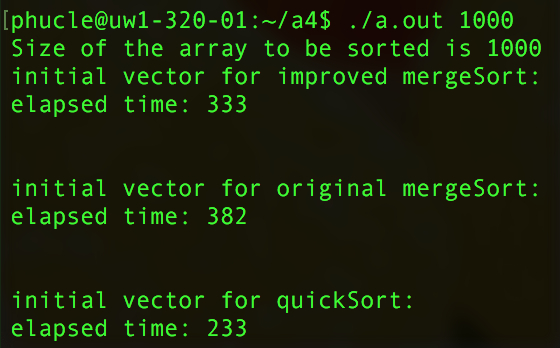 [phucle@uw1-320-01:~/a4$ ./a.out 1000
Size of the array to be sorted is 1000
initial vector for improved mergeSort:
elapsed time: 333
initial vector for original mergeSort:
elapsed time: 382
initial vector for quickSort:
elapsed time: 233